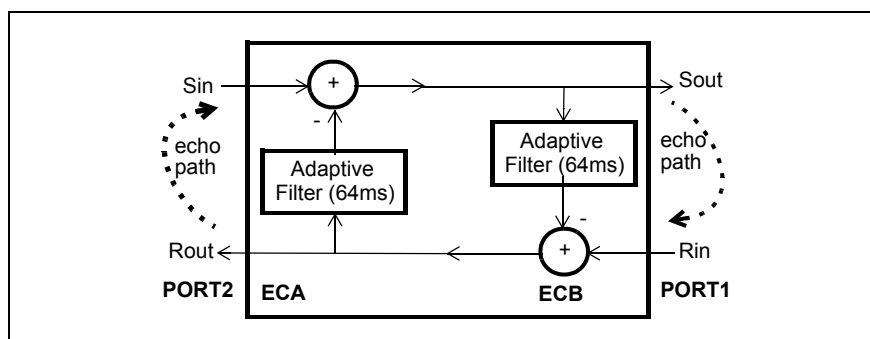 Sin
+
Sout
-
echo
path
Adaptive
Filter (64ms)
Adaptive
Filter (64ms)
echo
path
-
Rout
+
Rin
PORT2
ECA
ECB
PORT1